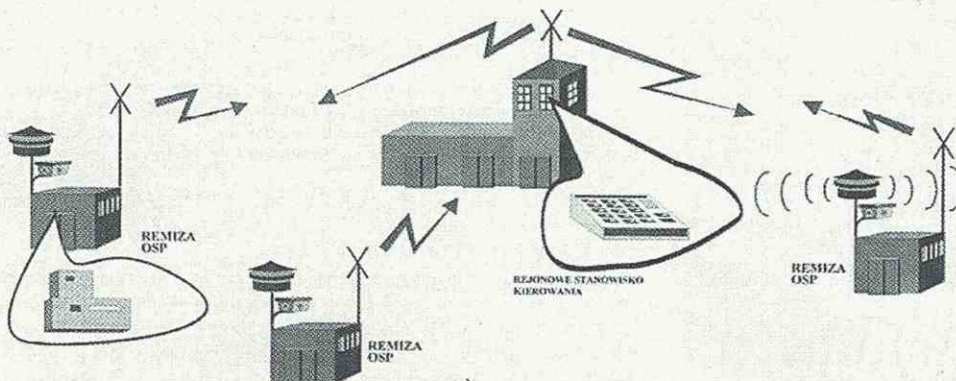 REMIZA
OSP
REMIZA
OSP
REJONOWE STANOWISKO
KIEROWANIA
REMIZA
OSP